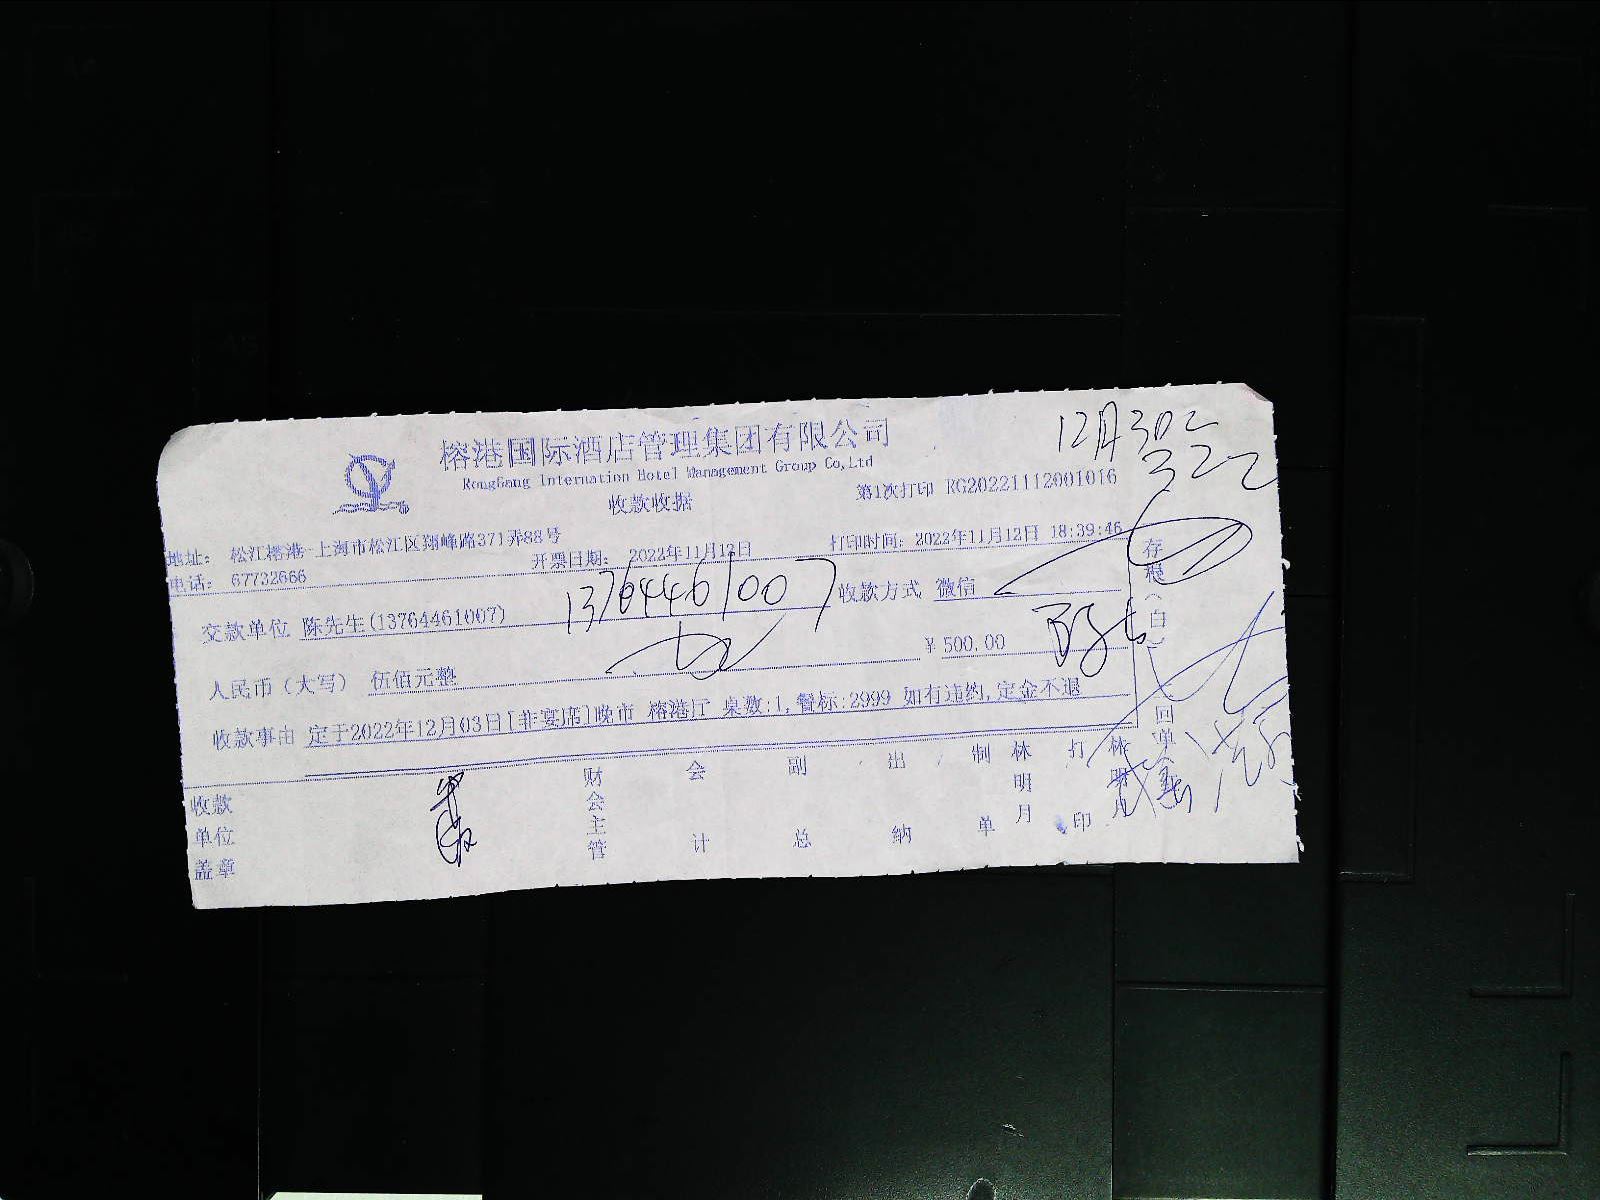 榕港国际酒店管理集团有限公司
RongGang Internation Hotel Management Group Co,Ltd
收款收据
12月30
第1次打印 RG20221112001016
地址： 松江榕港-上海市松江区翔峰路371弄88号
电话： 67732666
开票日期： 2022年11月12日
打印时间：2022年11月12日 18:39:46
交款单位 陈先生(13764461007)
13764461007
收款方式 微信
人民币（大写） 伍佰元整
￥500.00
收款事由 定于2022年12月03日[非宴席]晚市 榕港厅 桌数:1,餐标:2999 如有违约,定金不退
存根（白）（回单
收款单位盖章
财会主管
会计
副总
出纳
制单
林明月
打印
林明月